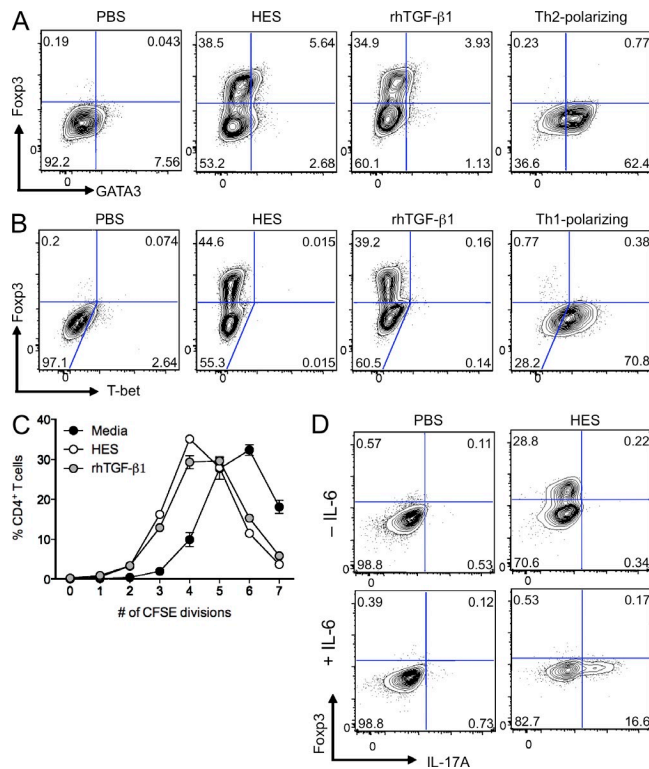 A
PBS
HES
rhTGF-β1
Th2-polarizing
0.19 0.043
38.5 5.64
34.9 3.93
0.23 0.77
Foxp3
0
92.2 7.56
0
53.2 2.68
0
60.1 1.13
0
36.6 62.4
0 0 0 0
GATA3
B
PBS
HES
rhTGF-β1
Th1-polarizing
0.2 0.074
44.6 0.015
39.2 0.16
0.77 0.38
Foxp3
0
97.1 2.64
0
55.3 0.015
0
60.5 0.14
0
28.2 70.8
0 0 0 0
T-bet
C
Media
HES
rhTGF-β1
% CD4+ T cells
40
30
20
10
0
0 1 2 3 4 5 6 7
# of CFSE divisions
D
PBS
HES
– IL-6
0.57 0.11
28.8 0.22
0
98.8 0.53
0
70.6 0.34
0 0
+ IL-6
0.39 0.12
0.53 0.17
0
98.8 0.73
0
82.7 16.6
0 0
Foxp3
IL-17A